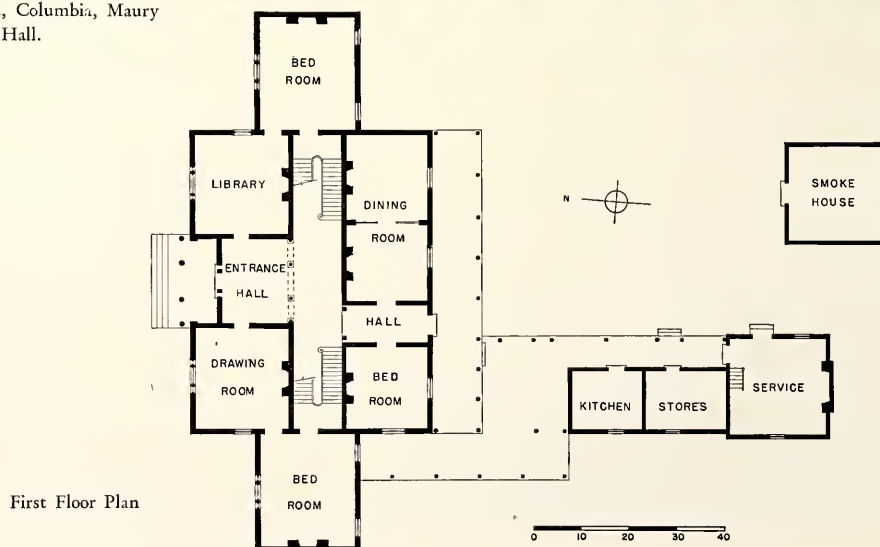 ., Columbia, Maury
Hall.
BED
ROOM
LIBRARY
DINING
ROOM
ENTRANCE
HALL
HALL
DRAWING
ROOM
BED
ROOM
BED
ROOM
N
SMOKE
HOUSE
KITCHEN
STORES
SERVICE
First Floor Plan
0 10 20 30 40